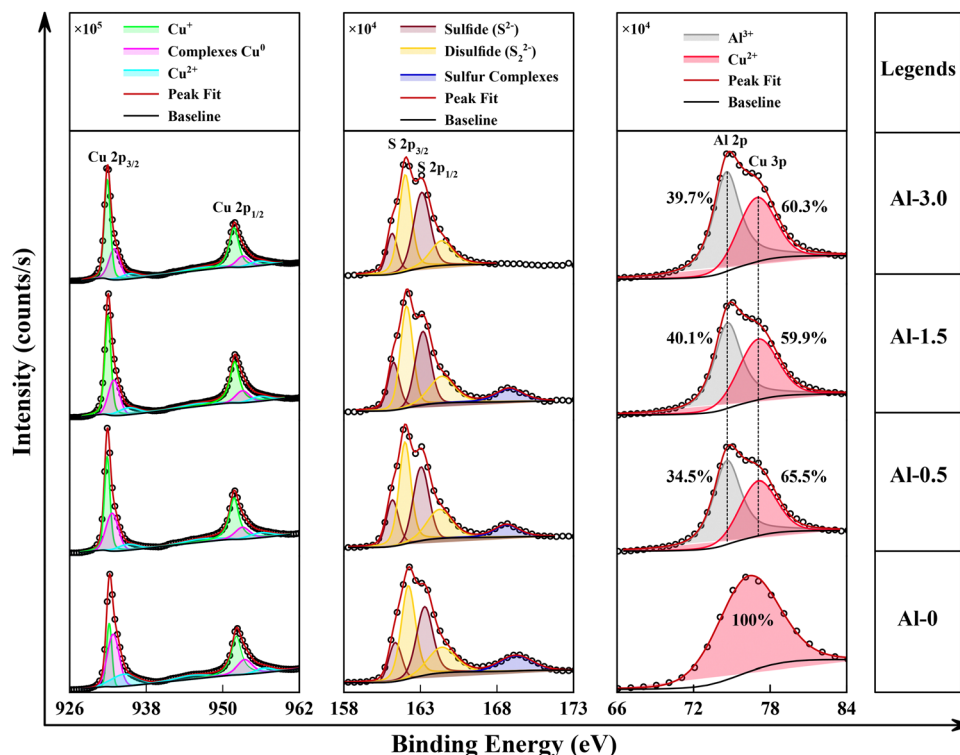 ×10⁵
Cu⁺
Complexes Cu⁰
Cu²⁺
Peak Fit
Baseline
×10⁴
Sulfide (S²⁻)
Disulfide (S₂²⁻)
Sulfur Complexes
Peak Fit
Baseline
×10⁴
Al³⁺
Cu²⁺
Peak Fit
Baseline
Legends
Cu 2p₃/₂
Cu 2p₁/₂
S 2p₃/₂
S 2p₁/₂
Al 2p
Cu 3p
39.7%
60.3%
Al-3.0
40.1%
59.9%
Al-1.5
34.5%
65.5%
Al-0.5
100%
Al-0
926 938 950 962
158 163 168 173
66 72 78 84
Intensity (counts/s)
Binding Energy (eV)